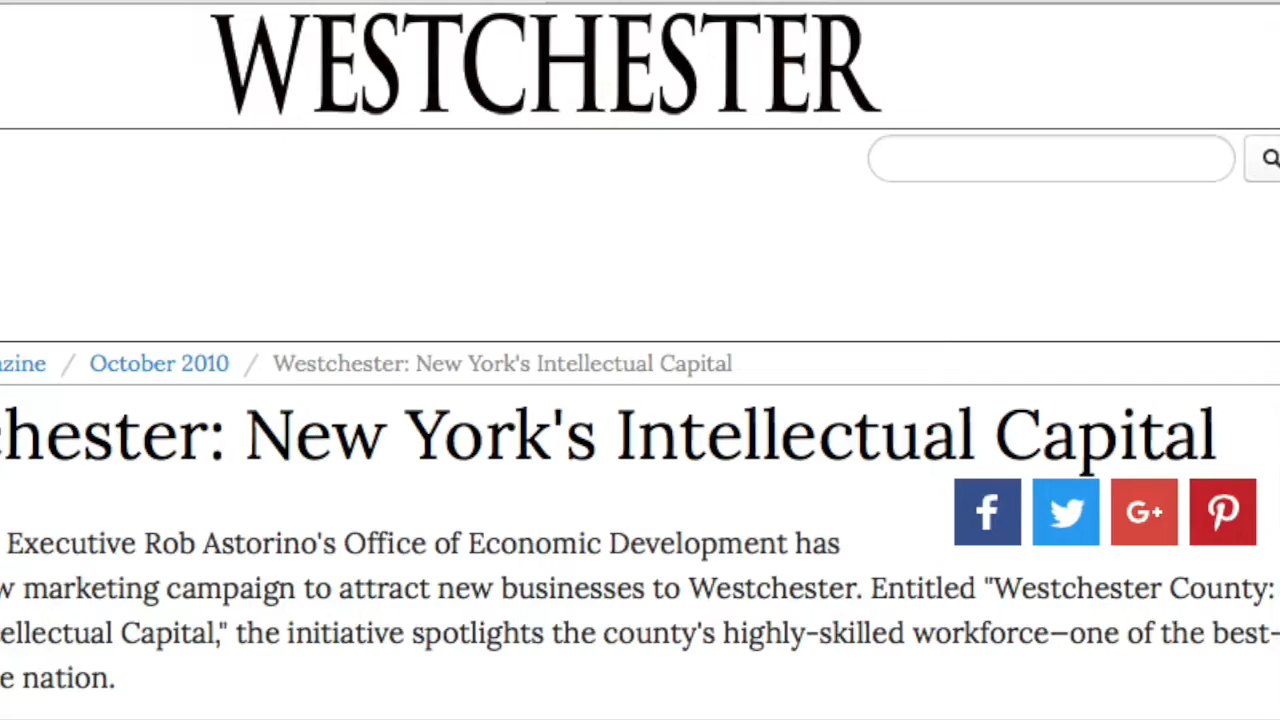 WESTCHESTER
azine / October 2010 / Westchester: New York's Intellectual Capital
chester: New York's Intellectual Capital
Executive Rob Astorino's Office of Economic Development has
w marketing campaign to attract new businesses to Westchester. Entitled "Westchester County:
ellectual Capital," the initiative spotlights the county's highly-skilled workforce—one of the best-
e nation.